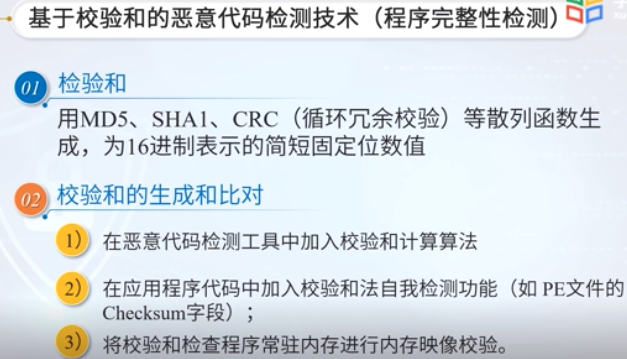 基于校验和的恶意代码检测技术（程序完整性检测）
01 检验和
用MD5、SHA1、CRC（循环冗余校验）等散列函数生
成，为16进制表示的简短固定位数值
02 校验和的生成和比对
1） 在恶意代码检测工具中加入校验和计算算法
2） 在应用程序代码中加入校验和法自我检测功能（如 PE文件的
Checksum字段）；
3） 将校验和检查程序常驻内存进行内存映像校验。